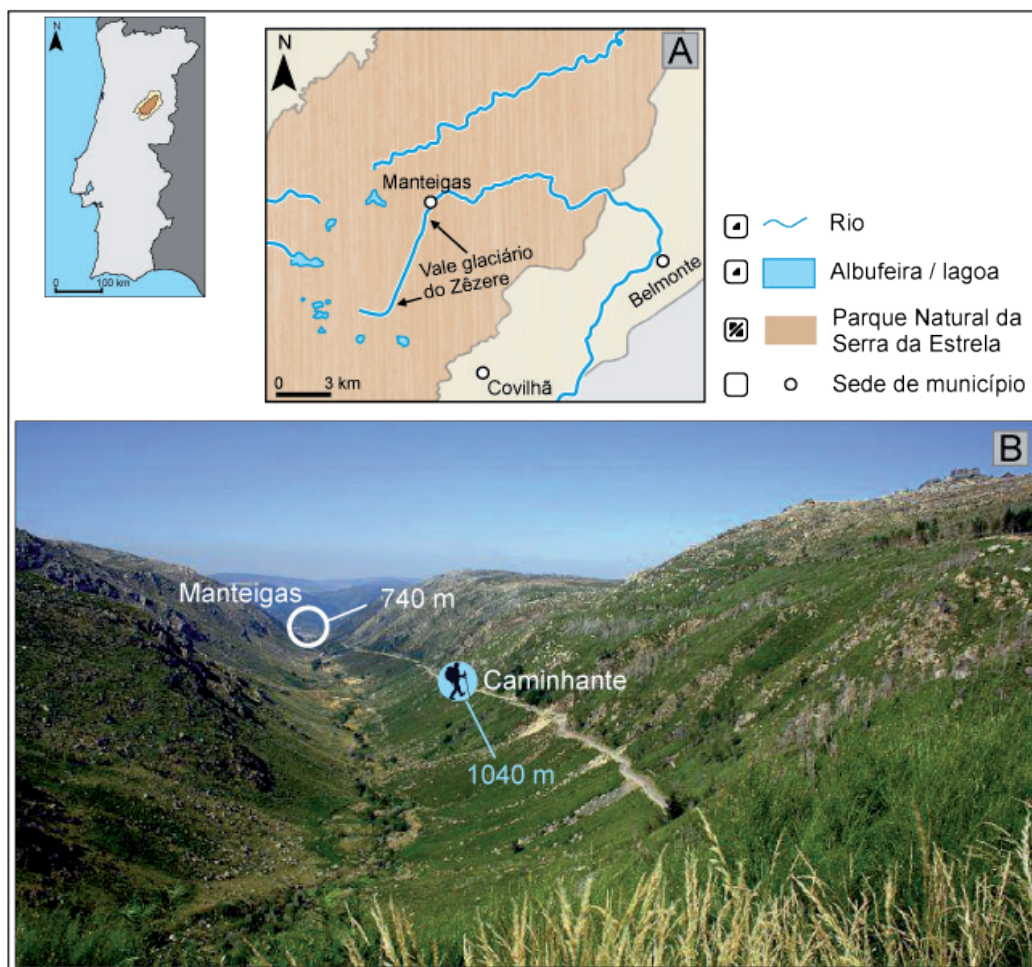 N
0 100 km
A
N
Manteigas
Vale glaciário
do Zêzere
Belmonte
Covilhã
0 3 km
Rio
Albufeira / lagoa
Parque Natural da
Serra da Estrela
Sede de município
B
Manteigas
740 m
Caminhante
1040 m